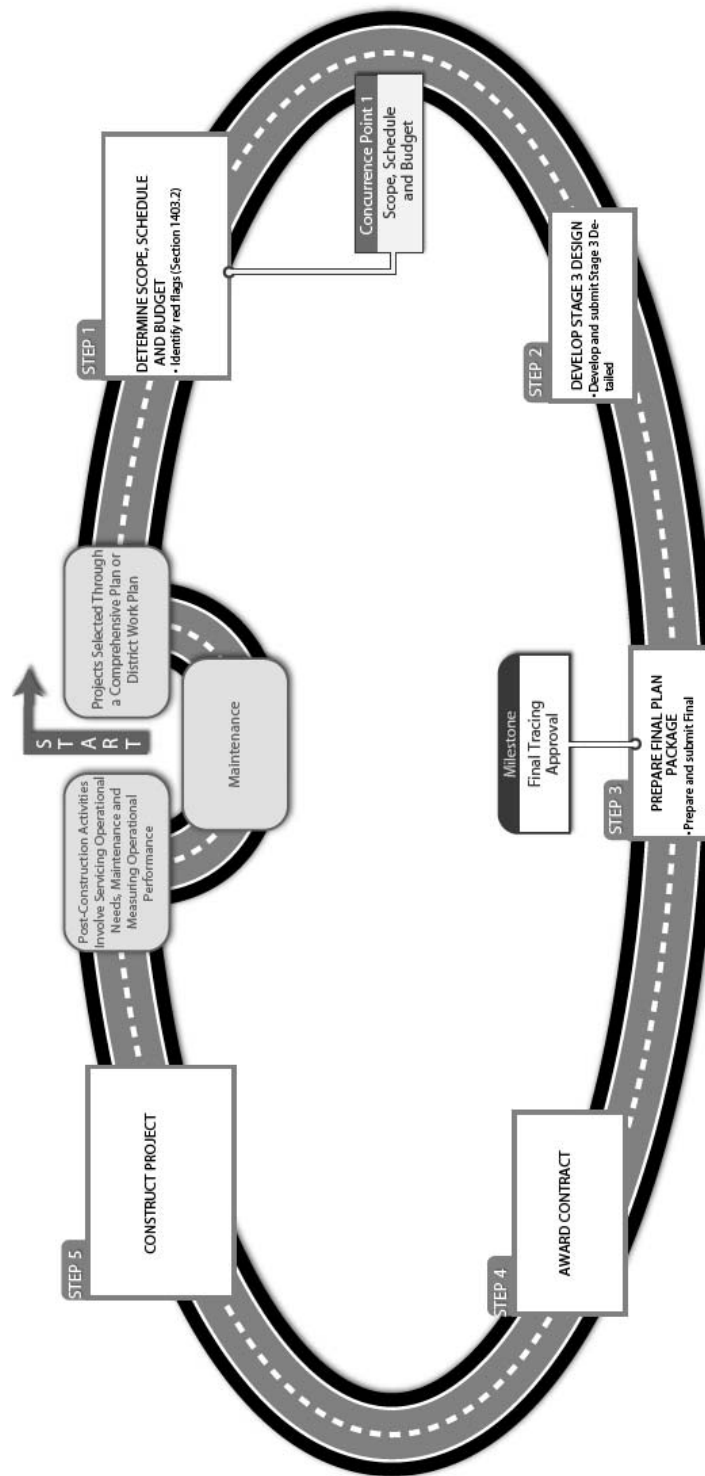 START
Projects Selected Through
a Comprehensive Plan or
District Work Plan
STEP 1
DETERMINE SCOPE, SCHEDULE
AND BUDGET
• Identify red flags (Section 1403.2)
Concurrence Point 1
Scope, Schedule
and Budget
STEP 2
DEVELOP STAGE 3 DESIGN
• Develop and submit Stage 3 De-
tailed
STEP 3
PREPARE FINAL PLAN
PACKAGE
• Prepare and submit Final
Milestone
Final Tracing
Approval
STEP 4
AWARD CONTRACT
STEP 5
CONSTRUCT PROJECT
Post-Construction Activities
Involve Servicing Operational
Needs, Maintenance and
Measuring Operational
Performance
Maintenance